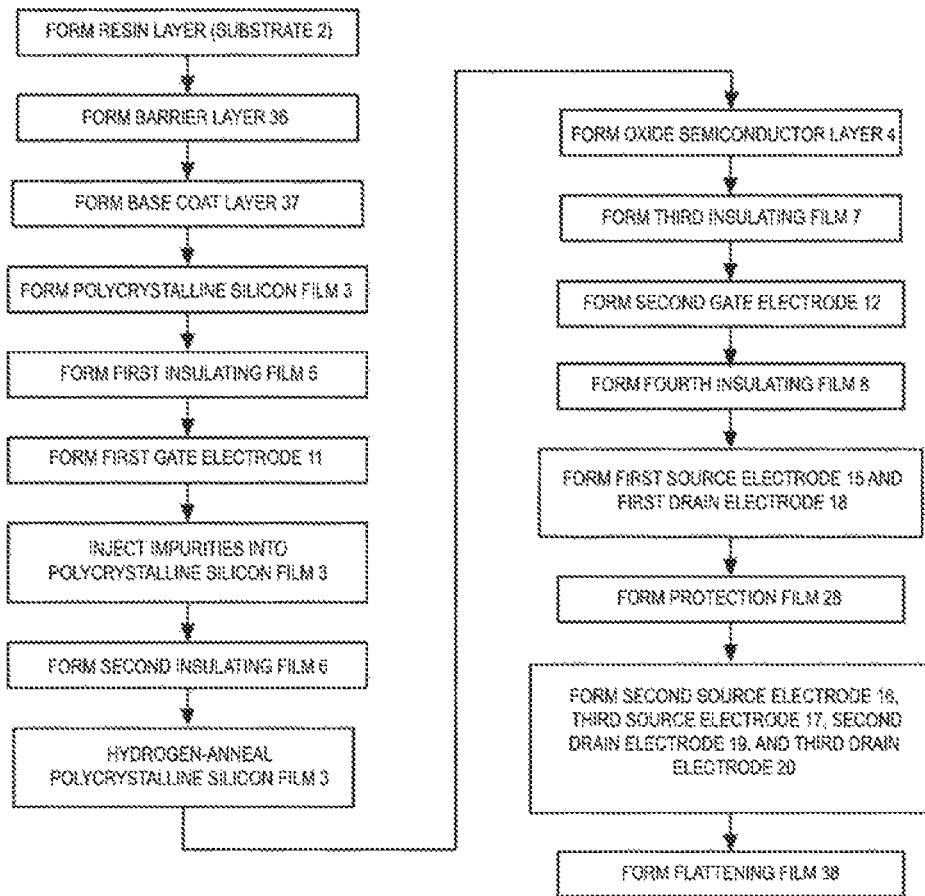 FORM RESIN LAYER (SUBSTRATE 2)
FORM BARRIER LAYER 36
FORM BASE COAT LAYER 37
FORM POLYCRYSTALLINE SILICON FILM 3
FORM FIRST INSULATING FILM 5
FORM FIRST GATE ELECTRODE 11
INJECT IMPURITIES INTO
POLYCRYSTALLINE SILICON FILM 3
FORM SECOND INSULATING FILM 6
HYDROGEN-ANNEAL
POLYCRYSTALLINE SILICON FILM 3
FORM OXIDE SEMICONDUCTOR LAYER 4
FORM THIRD INSULATING FILM 7
FORM SECOND GATE ELECTRODE 12
FORM FOURTH INSULATING FILM 8
FORM FIRST SOURCE ELECTRODE 15 AND
FIRST DRAIN ELECTRODE 18
FORM PROTECTION FILM 28
FORM SECOND SOURCE ELECTRODE 16,
THIRD SOURCE ELECTRODE 17, SECOND
DRAIN ELECTRODE 19, AND THIRD DRAIN
ELECTRODE 20
FORM FLATTENING FILM 38